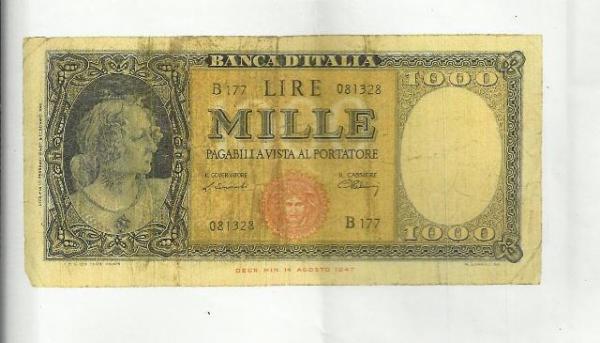 BANCA D'ITALIA
B 177 LIRE 081328
1000
MILLE
PAGABILI A VISTA AL PORTATORE
IL GOVERNATORE
IL CASSIERE
081328
B 177
1000
DECR. MIN. 14 AGOSTO 1947